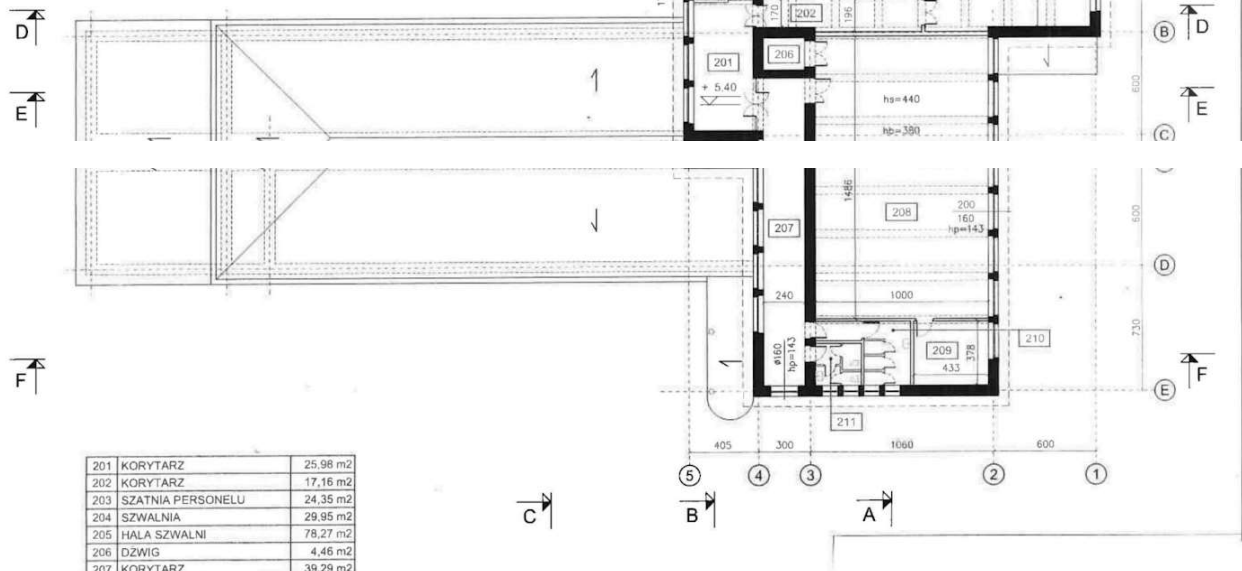 170
202
196
D
B
D
201
206
+ 5.40
600
E
hs=440
E
hp=380
C
1486
208
200
160
hp=143
600
207
D
240
1000
730
ø160
hp=143
210
209
378
433
F
F
E
211
405
300
1060
600
5
4
3
2
1
C
B
A
201 KORYTARZ 25,98 m2
202 KORYTARZ 17,16 m2
203 SZATNIA PERSONELU 24,35 m2
204 SZWALNIA 29,95 m2
205 HALA SZWALNI 78,27 m2
206 DŹWIG 4,46 m2
207 KORYTARZ 39,29 m2